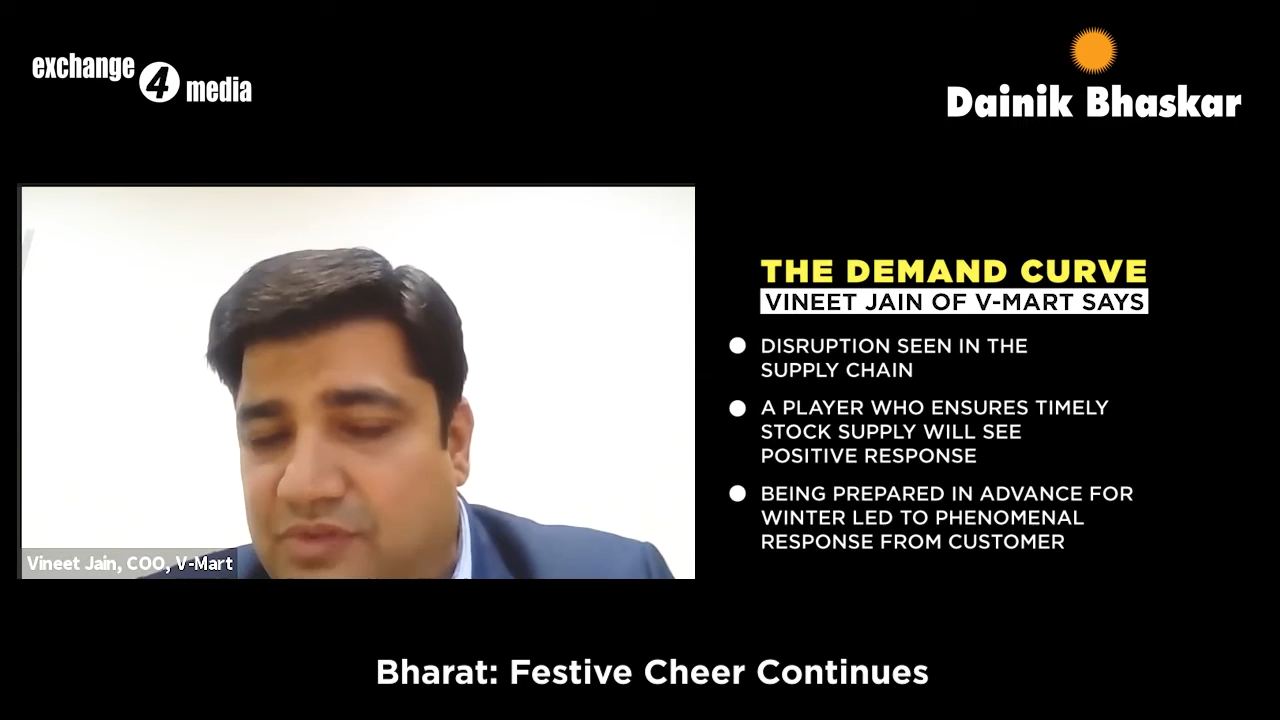 exchange
4
media
Dainik Bhaskar
THE DEMAND CURVE
VINEET JAIN OF V-MART SAYS
DISRUPTION SEEN IN THE
SUPPLY CHAIN
A PLAYER WHO ENSURES TIMELY
STOCK SUPPLY WILL SEE
POSITIVE RESPONSE
BEING PREPARED IN ADVANCE FOR
WINTER LED TO PHENOMENAL
RESPONSE FROM CUSTOMER
Vineet Jain, COO, V-Mart
Bharat: Festive Cheer Continues